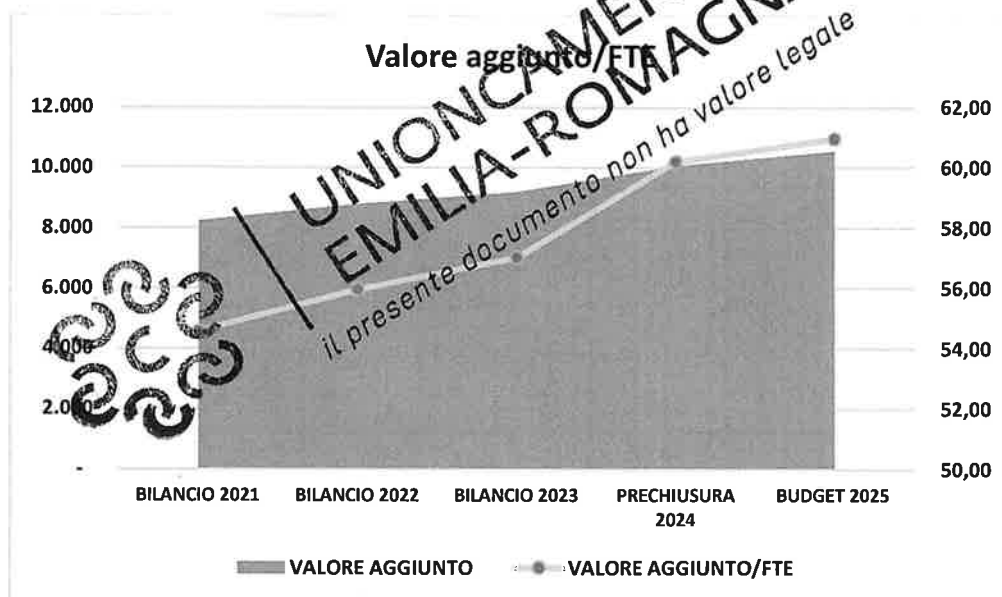 Valore aggiunto/FTE
UNIONCAMERE
EMILIA-ROMAGNA
il presente documento non ha valore legale
12.000
10.000
8.000
6.000
4.000
2.000
-
62,00
60,00
58,00
56,00
54,00
52,00
50,00
BILANCIO 2021
BILANCIO 2022
BILANCIO 2023
PRECHIUSURA
2024
BUDGET 2025
VALORE AGGIUNTO
VALORE AGGIUNTO/FTE